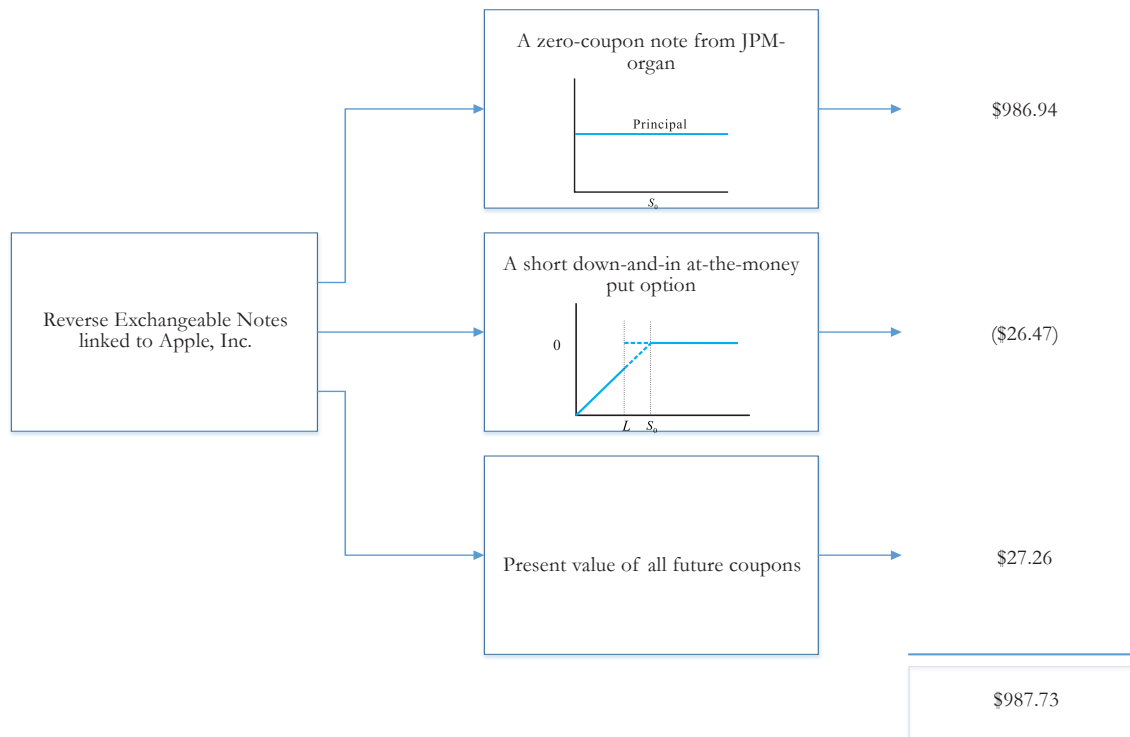 A zero-coupon note from JPM-
organ
Principal
S₀
$986.94
Reverse Exchangeable Notes
linked to Apple, Inc.
A short down-and-in at-the-money
put option
0
L S₀
($26.47)
Present value of all future coupons
$27.26
$987.73